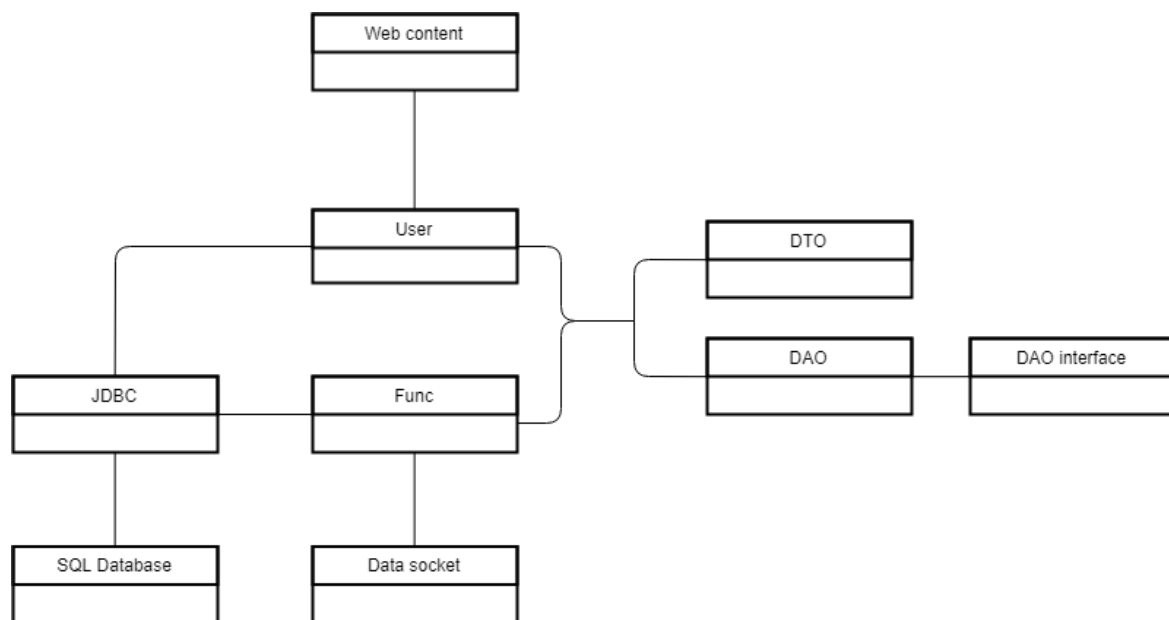 Web content
User
DTO
DAO
DAO interface
JDBC
Func
SQL Database
Data socket